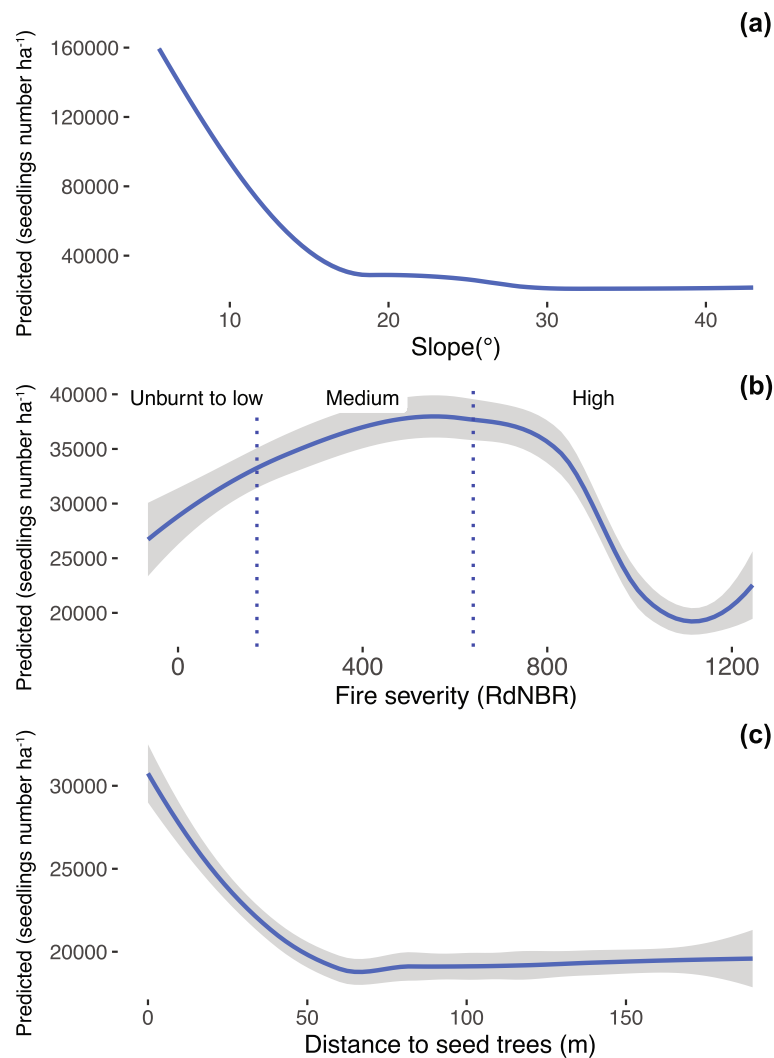 (a)
Predicted (seedlings number ha⁻¹)
160000
120000
80000
40000
10 20 30 40
Slope(°)
(b)
Predicted (seedlings number ha⁻¹)
Unburnt to low Medium High
40000
35000
30000
25000
20000
0 400 800 1200
Fire severity (RdNBR)
(c)
Predicted (seedlings number ha⁻¹)
30000
25000
20000
0 50 100 150
Distance to seed trees (m)